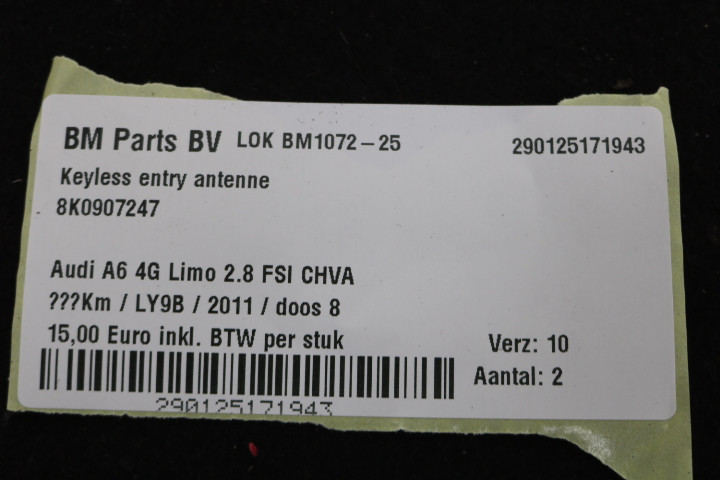 BM Parts BV LOK BM1072-25 290125171943
Keyless entry antenne
8K0907247
Audi A6 4G Limo 2.8 FSI CHVA
???Km / LY9B / 2011 / doos 8
15,00 Euro inkl. BTW per stuk Verz: 10
Aantal: 2
290125171943